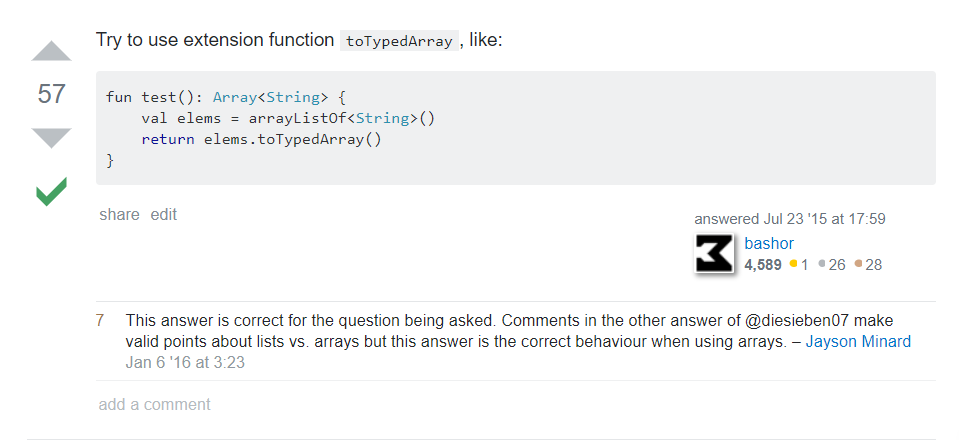 Try to use extension function toTypedArray , like:
57
fun test(): Array<String> {
    val elems = arrayListOf<String>()
    return elems.toTypedArray()
}
share edit
answered Jul 23 '15 at 17:59
bashor
4,589 1 26 28
7 This answer is correct for the question being asked. Comments in the other answer of @diesieben07 make
valid points about lists vs. arrays but this answer is the correct behaviour when using arrays. – Jayson Minard
Jan 6 '16 at 3:23
add a comment